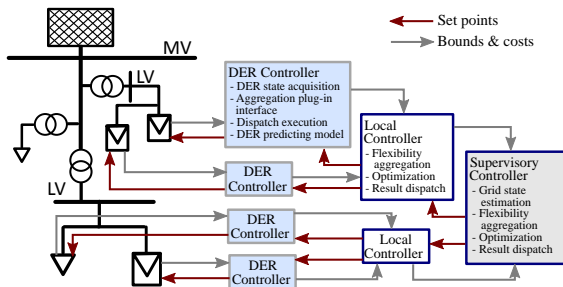 Set points
Bounds & costs
MV
LV
DER Controller
- DER state acquisition
- Aggregation plug-in
interface
- Dispatch execution
- DER predicting model
Local
Controller
- Flexibility
aggregation
- Optimization
- Result dispatch
Supervisory
Controller
- Grid state
estimation
- Flexibility
aggregation
- Optimization
- Result dispatch
DER
Controller
LV
DER
Controller
Local
Controller
DER
Controller